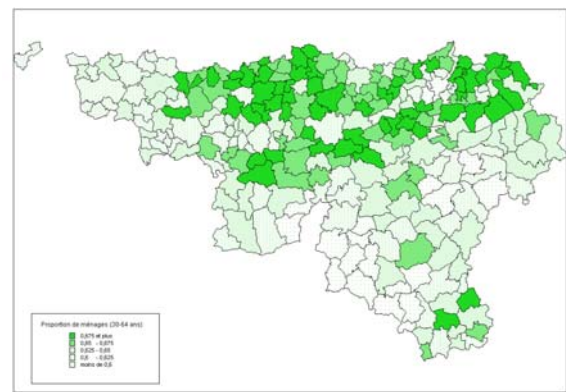 Proportion de ménages (30-64 ans)
0,675 et plus
0,65 - 0,675
0,625 - 0,65
0,6 - 0,625
moins de 0,6